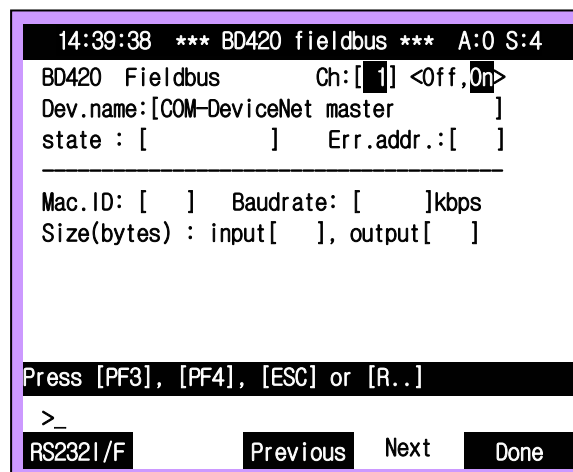 14:39:38 *** BD420 fieldbus *** A:0 S:4
BD420 Fieldbus Ch:[ 1] <Off,On>
Dev.name:[COM-DeviceNet master ]
state : [ ] Err.addr.:[ ]
Mac.ID: [ ] Baudrate: [ ]kbps
Size(bytes) : input[ ], output[ ]
Press [PF3], [PF4], [ESC] or [R..]
>_
RS232I/F Previous Next Done